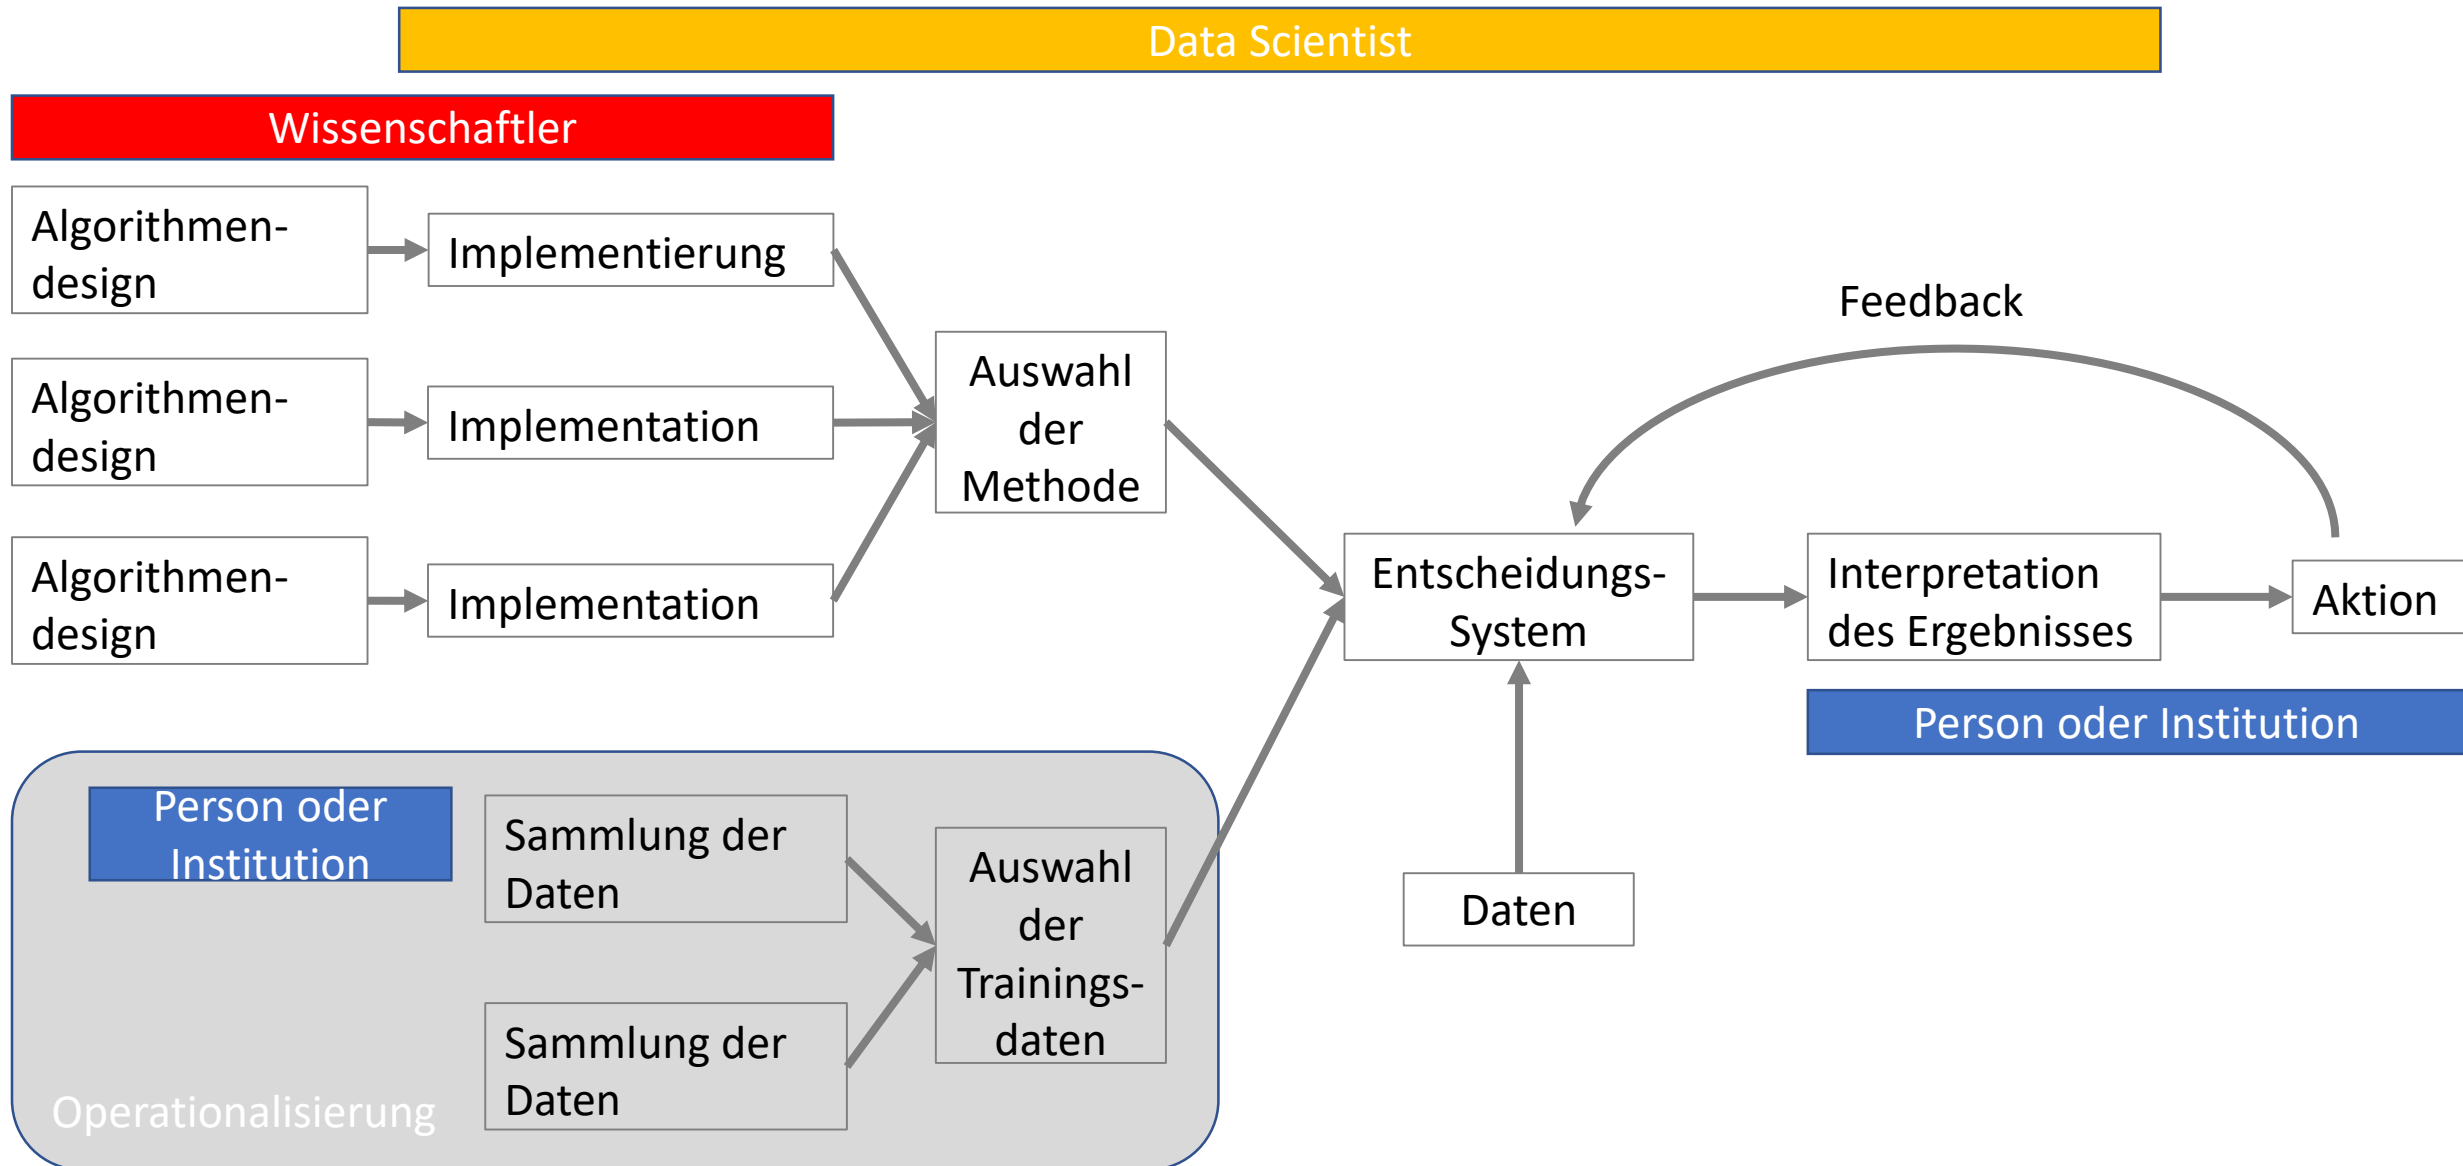 Data Scientist
Wissenschaftler
Algorithmen-
design
Implementierung
Algorithmen-
design
Implementation
Algorithmen-
design
Implementation
Auswahl
der
Methode
Feedback
Entscheidungs-
System
Interpretation
des Ergebnisses
Aktion
Person oder Institution
Person oder
Institution
Sammlung der
Daten
Sammlung der
Daten
Auswahl
der
Trainings-
daten
Daten
Operationalisierung